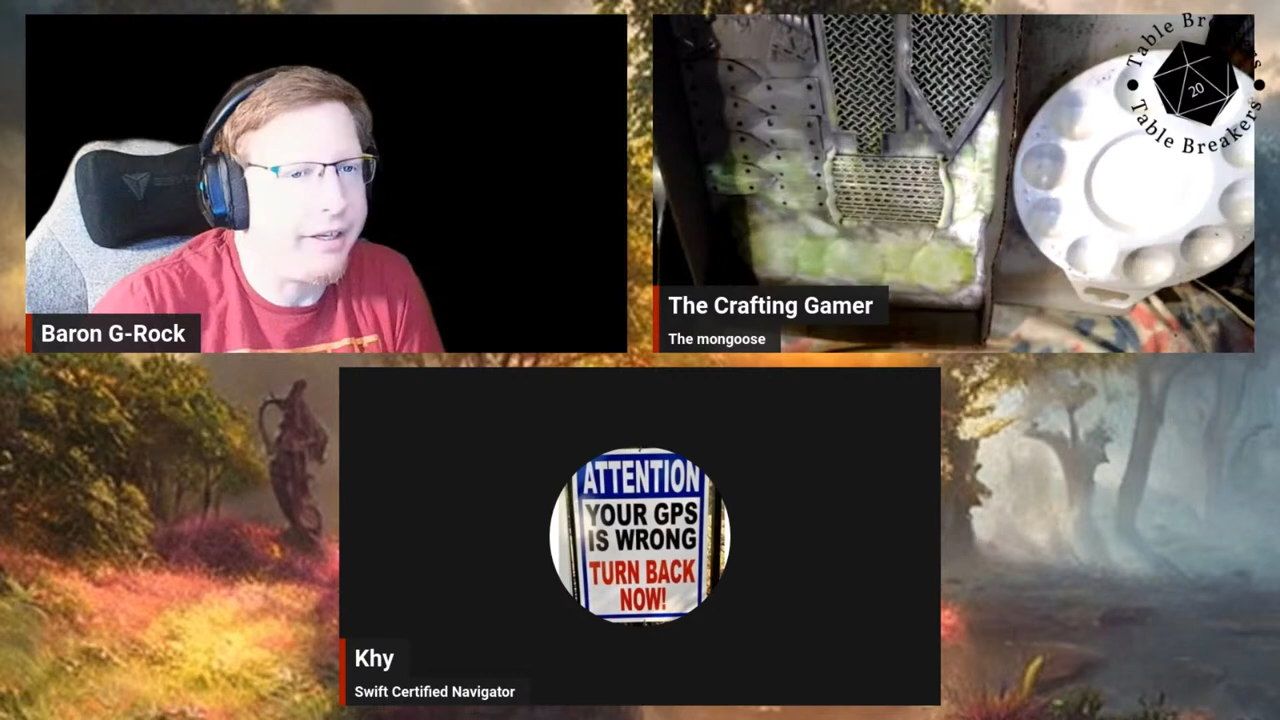 Table Breakers
20
Table Breakers
Baron G-Rock
The Crafting Gamer
The mongoose
ATTENTION
YOUR GPS
IS WRONG
TURN BACK
NOW!
Khy
Swift Certified Navigator